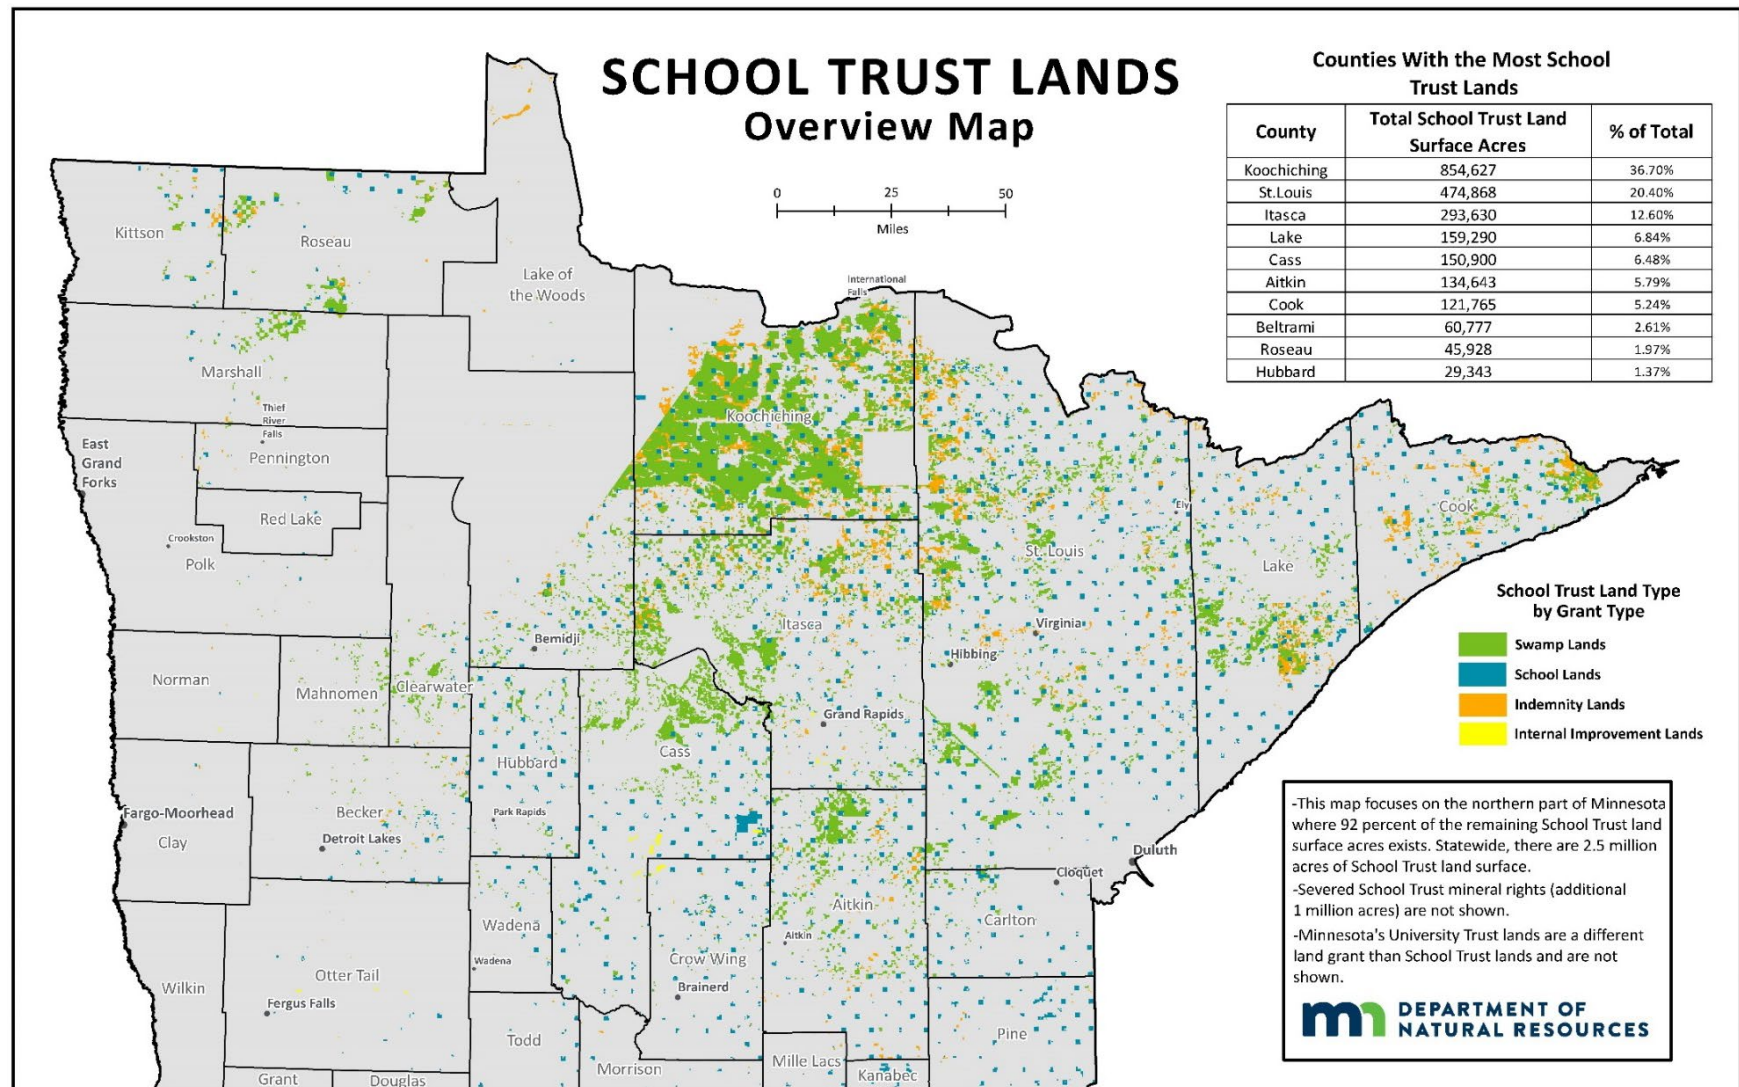 SCHOOL TRUST LANDS
Overview Map
0 25 50
Miles
Counties With the Most School
Trust Lands
County Total School Trust Land Surface Acres % of Total
Koochiching 854,627 36.70%
St.Louis 474,868 20.40%
Itasca 293,630 12.60%
Lake 159,290 6.84%
Cass 150,900 6.48%
Aitkin 134,643 5.79%
Cook 121,765 5.24%
Beltrami 60,777 2.61%
Roseau 45,928 1.97%
Hubbard 29,343 1.37%
Kittson
Roseau
Lake of
the Woods
International
Falls
Marshall
Koochiching
Thief
River
Falls
East
Grand
Forks
Pennington
Red Lake
Crookston
Polk
Ely
Cook
St. Louis
Lake
Itasca
Virginia
Bemidji
Hibbing
Norman
Mahnomen
Clearwater
Grand Rapids
Cass
Hubbard
Fargo-Moorhead
Clay
Becker
Detroit Lakes
Park Rapids
Duluth
Cloquet
Aitkin
Carlton
Wadena
Aitkin
Crow Wing
Wadena
Otter Tail
Wilkin
Fergus Falls
Brainerd
Todd
Pine
Mille Lacs
Morrison
Kanabec
Grant
Douglas
School Trust Land Type
by Grant Type
Swamp Lands
School Lands
Indemnity Lands
Internal Improvement Lands
-This map focuses on the northern part of Minnesota
where 92 percent of the remaining School Trust land
surface acres exists. Statewide, there are 2.5 million
acres of School Trust land surface.
-Severed School Trust mineral rights (additional
1 million acres) are not shown.
-Minnesota's University Trust lands are a different
land grant than School Trust lands and are not
shown.
mn DEPARTMENT OF
NATURAL RESOURCES